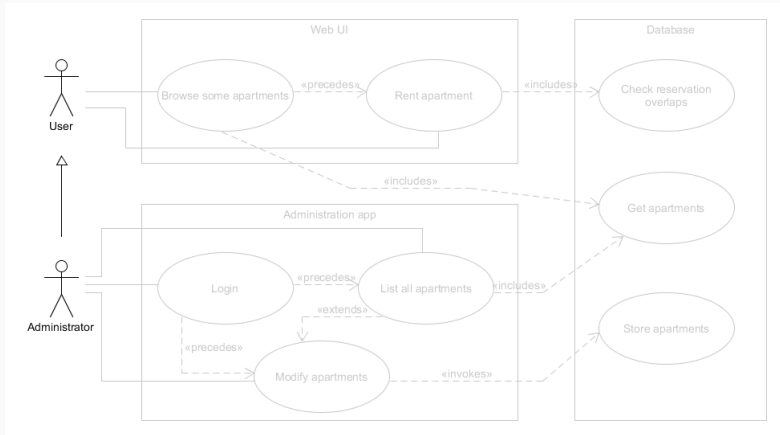 Web UI
Database
Browse some apartments
«precedes»
Rent apartment
«includes»
Check reservation
overlaps
User
«includes»
Get apartments
Administration app
Login
«precedes»
List all apartments
«includes»
Administrator
«extends»
Store apartments
«precedes»
Modify apartments
«invokes»